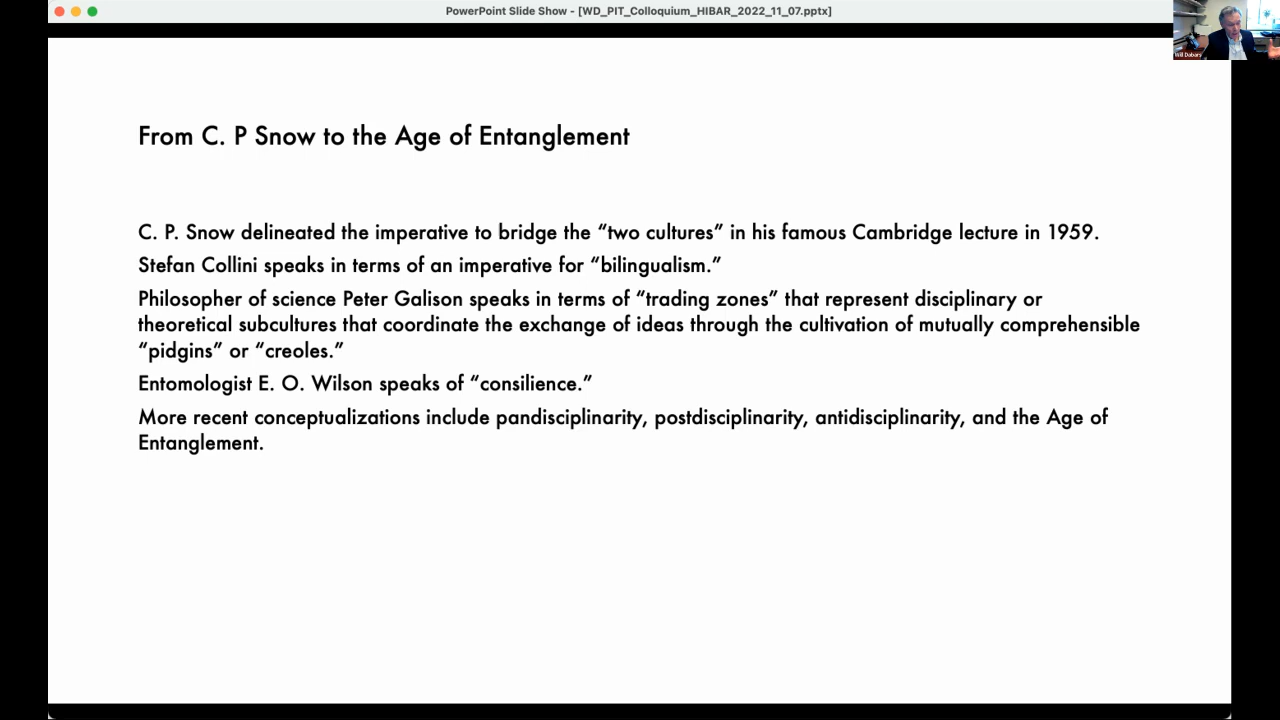 PowerPoint Slide Show - [WD_PIT_Colloquium_HIBAR_2022_11_07.pptx]
From C. P Snow to the Age of Entanglement
C. P. Snow delineated the imperative to bridge the “two cultures” in his famous Cambridge lecture in 1959.
Stefan Collini speaks in terms of an imperative for “bilingualism.”
Philosopher of science Peter Galison speaks in terms of “trading zones” that represent disciplinary or
theoretical subcultures that coordinate the exchange of ideas through the cultivation of mutually comprehensible
“pidgins” or “creoles.”
Entomologist E. O. Wilson speaks of “consilience.”
More recent conceptualizations include pandisciplinarity, postdisciplinarity, antidisciplinarity, and the Age of
Entanglement.